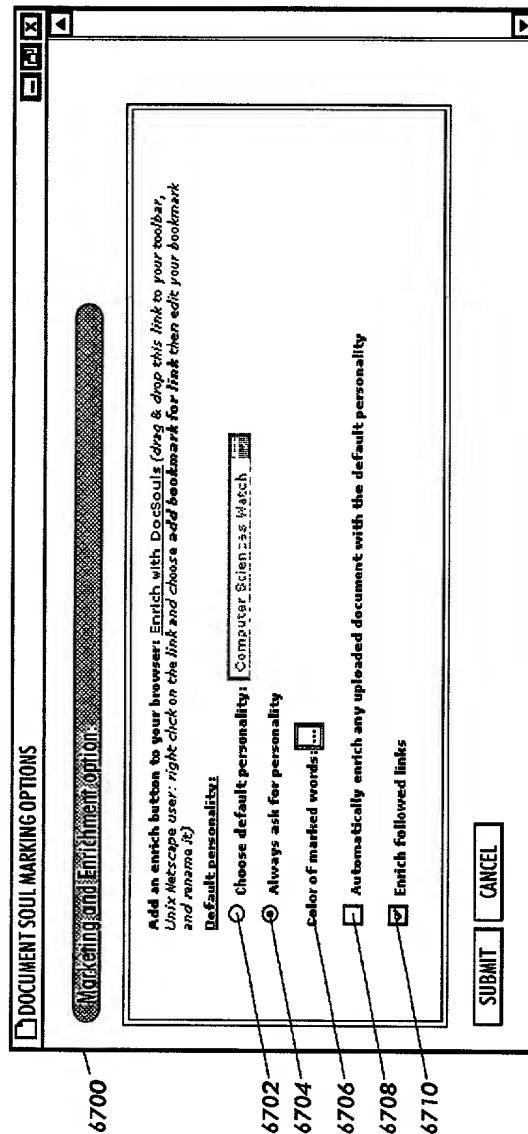 DOCUMENT SOUL MARKING OPTIONS
Marketing and Enrichment option:
Add an enrich button to your browser: Enrich with DocSouls (drag & drop this link to your toolbar,
Unix Netscape user: right click on the link and choose add bookmark for link then edit your bookmark
and rename it)
Default personality:
Choose default personality: Computer Sciences Watch
Always ask for personality
Color of marked words: ...
Automatically enrich any uploaded document with the default personality
Enrich followed links
SUBMIT CANCEL
6700
6702
6704
6706
6708
6710